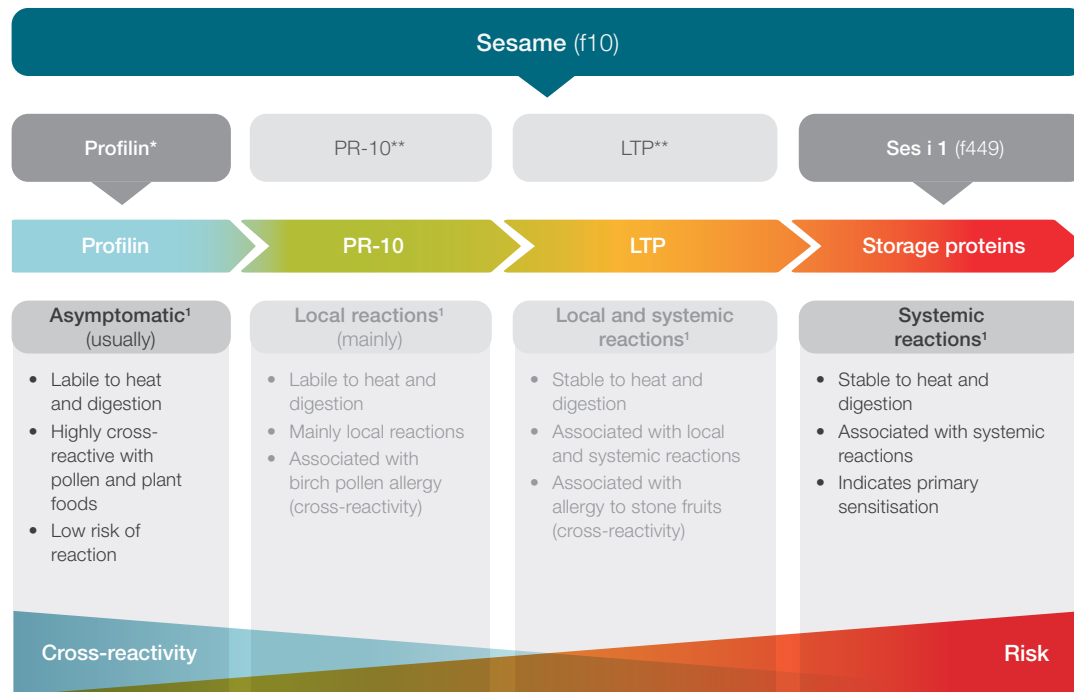 Sesame (f10)
Profilin*
PR-10**
LTP**
Ses i 1 (f449)
Profilin
PR-10
LTP
Storage proteins
Asymptomatic¹
(usually)
• Labile to heat
and digestion
• Highly cross-
reactive with
pollen and plant
foods
• Low risk of
reaction
Local reactions¹
(mainly)
• Labile to heat and
digestion
• Mainly local reactions
• Associated with
birch pollen allergy
(cross-reactivity)
Local and systemic
reactions¹
• Stable to heat and
digestion
• Associated with local
and systemic reactions
• Associated with
allergy to stone fruits
(cross-reactivity)
Systemic
reactions¹
• Stable to heat and
digestion
• Associated with systemic
reactions
• Indicates primary
sensitisation
Cross-reactivity
Risk